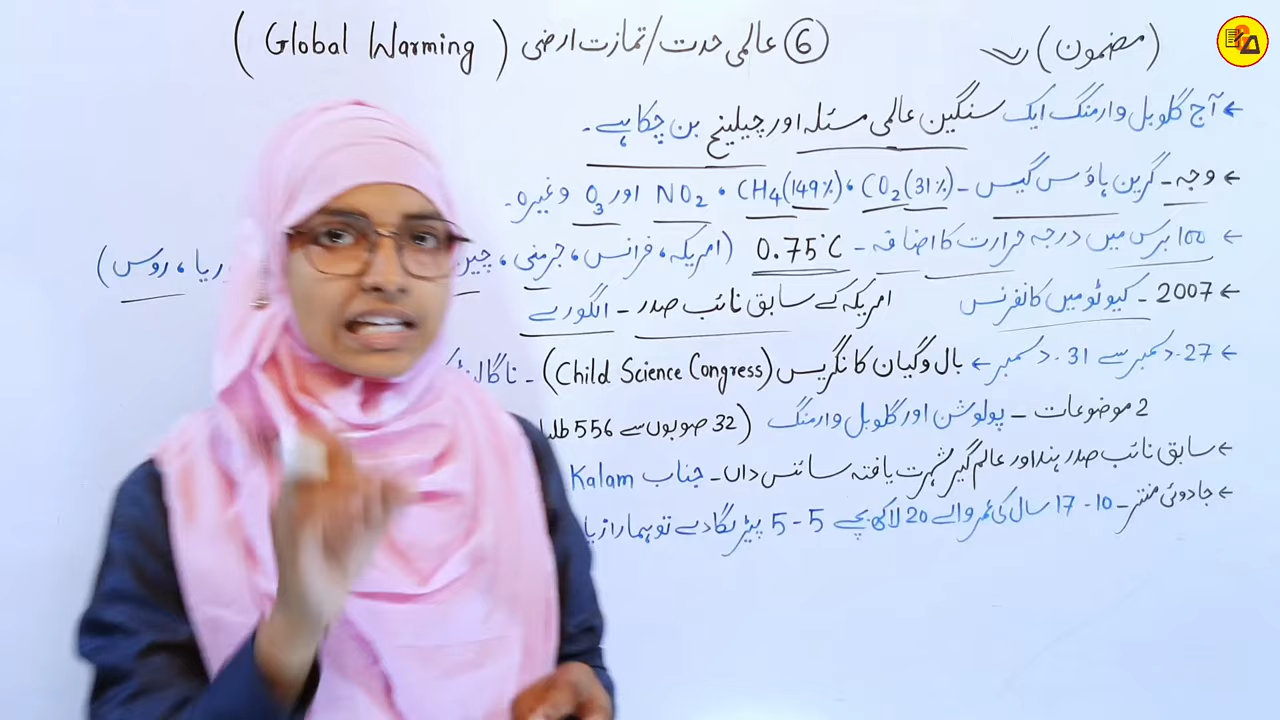 (مضمون) ⑥ عالمی حدت/تمازت ارضی (Global Warming)
← آج گلوبل وارمنگ ایک سنگین عالمی مسئلہ اور چیلینج بن چکا ہے۔
← وجہ۔ گرین ہاؤس گیس۔ CO2(31%)، CH4(149%)، NO2 اور O3 وغیرہ۔
← 100 برس میں درجہ حرارت کا اضافہ۔ 0.75°C (امریکہ، فرانس، جرمنی، چین ریا، روس)
← 2007 ۔ کیوٹو میں کانفرنس امریکہ کے سابق نائب صدر ۔ الگورے
← 27۔ دسمبر سے 31۔ دسمبر ← بال وگیان کانگریس (Child Science Congress) ۔
2 موضوعات ۔ پولوشن اور گلوبل وارمنگ (32 صوبوں سے 556
← سابق نائب صدر ہند اور عالم گیر شہرت یافتہ سائنس داں۔ جناب Kalam
← جادوئی منتر۔ 10 - 17 سال کی عمر والے 20 لاکھ بچے 5 - 5 پیڑ لگا دے تو ہمارا